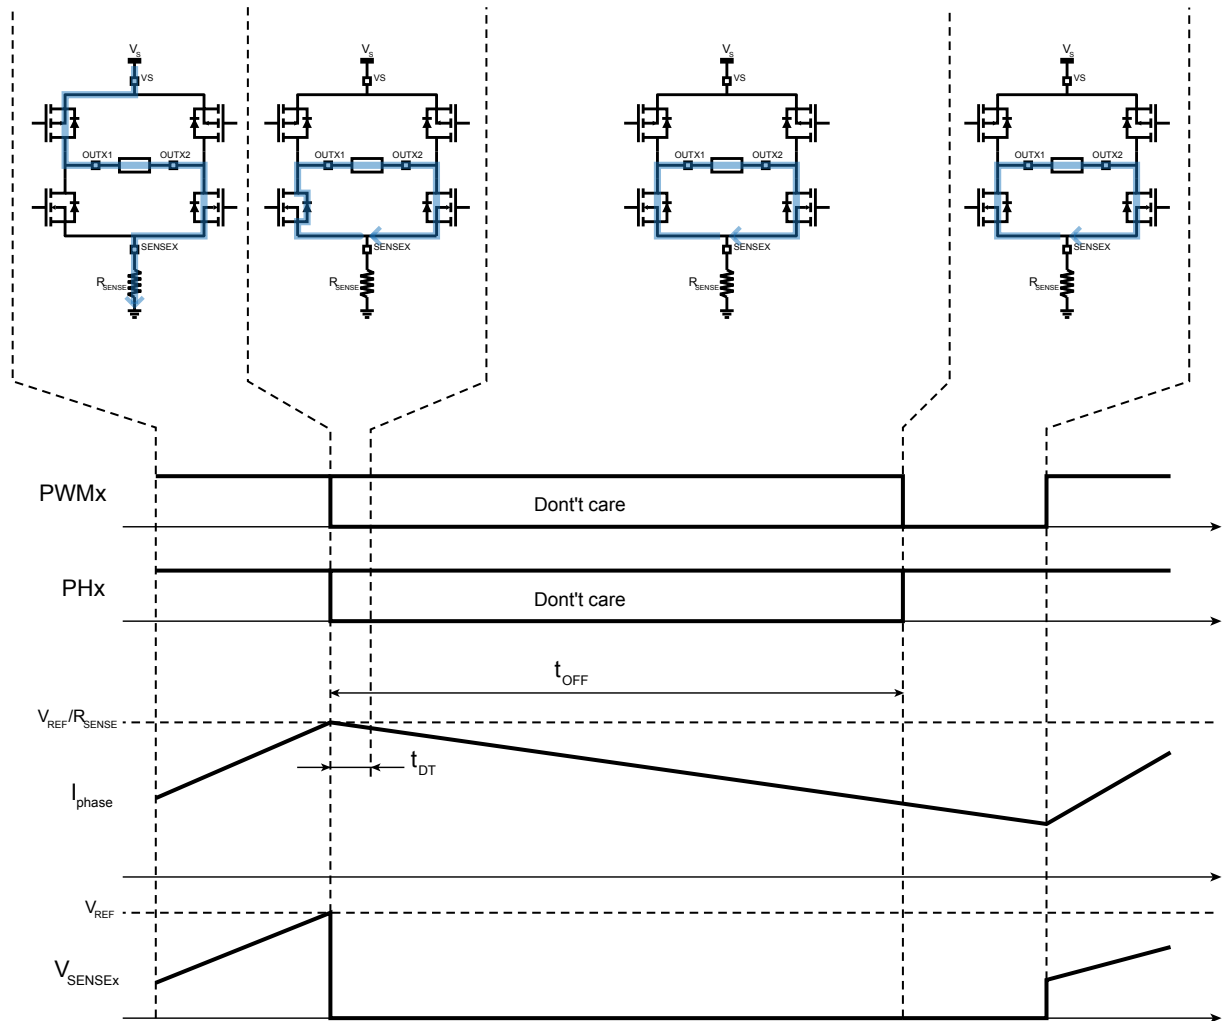 Vs Vs Vs Vs
VS VS VS VS
OUTX1 OUTX2 OUTX1 OUTX2 OUTX1 OUTX2 OUTX1 OUTX2
SENSEX SENSEX SENSEX SENSEX
RSENSE RSENSE RSENSE RSENSE
PWMx
Dont't care
PHx
Dont't care
tOFF
VREF/RSENSE
tDT
Iphase
VREF
VSENSEx